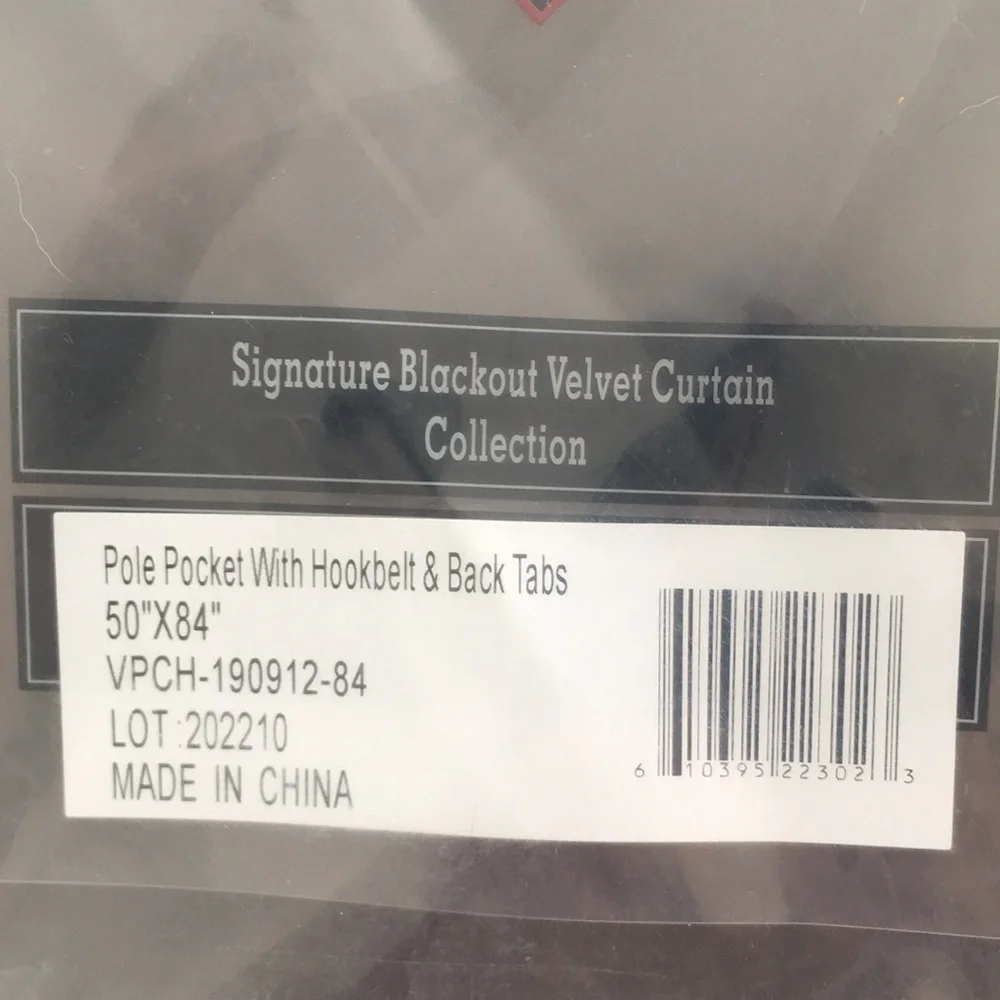 Signature Blackout Velvet Curtain
Collection
Pole Pocket With Hookbelt & Back Tabs
50"X84"
VPCH-190912-84
LOT :202210
MADE IN CHINA
6 10395 22302 3